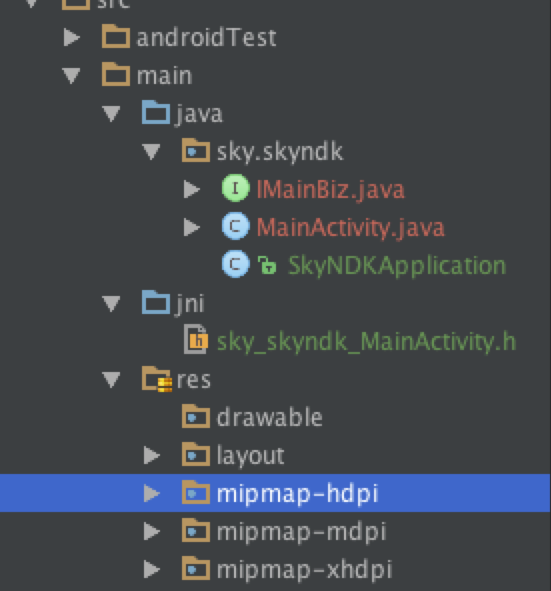 src
androidTest
main
java
sky.skyndk
I IMainBiz.java
C MainActivity.java
C SkyNDKApplication
jni
h sky_skyndk_MainActivity.h
res
drawable
layout
mipmap-hdpi
mipmap-mdpi
mipmap-xhdpi